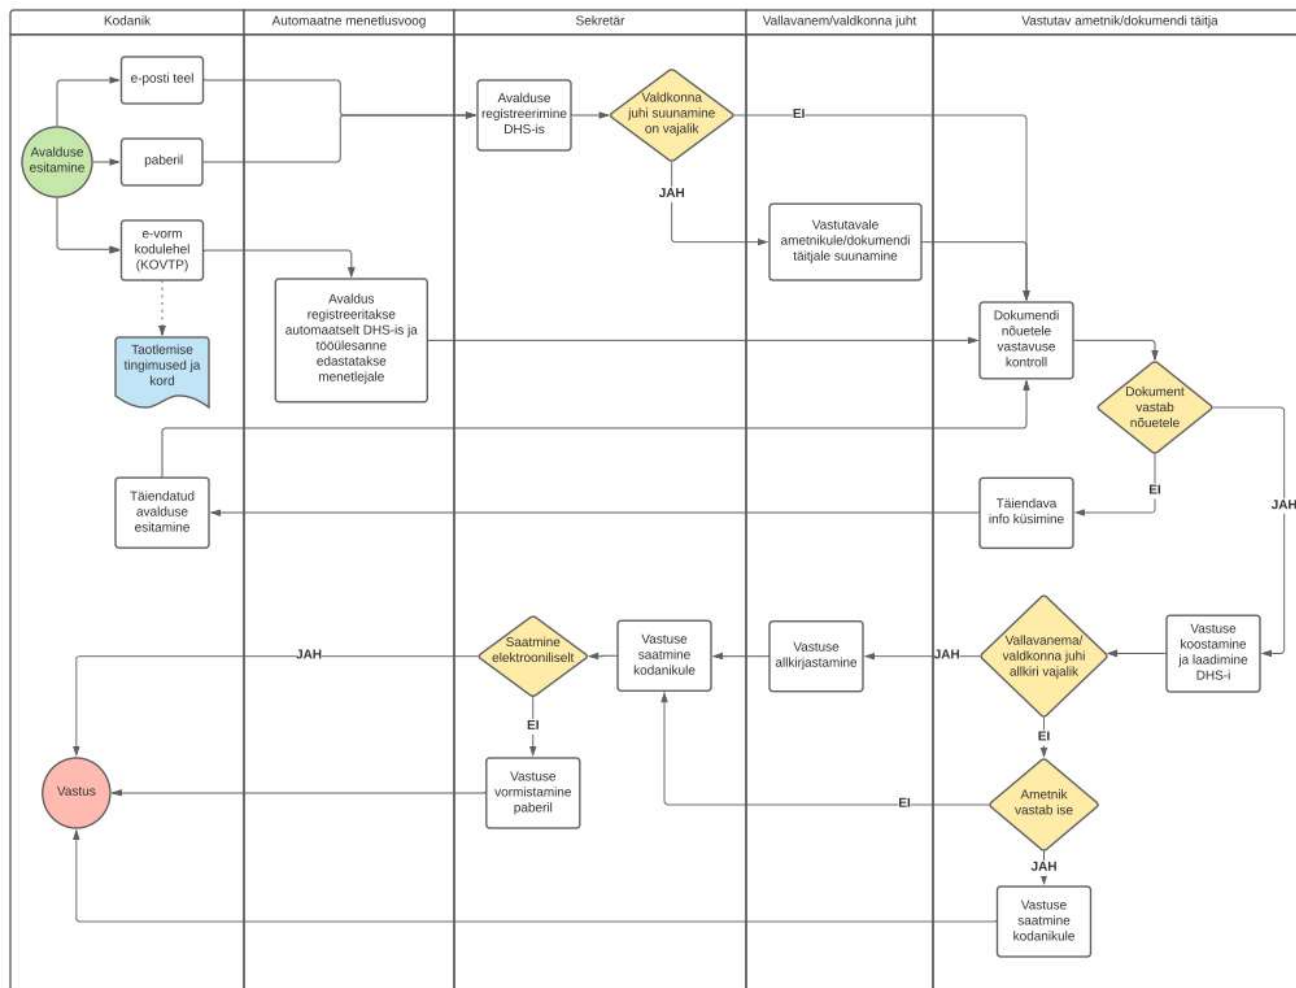 Kodanik
Automaatne menetlusvoog
Sekretär
Vallavanem/valdkonna juht
Vastutav ametnik/dokumendi täitja
e-posti teel
Avalduse
registreerimine
DHS-is
Valdkonna
juhi suunamine
on vajalik
EI
Avalduse
esitamine
paberil
JAH
e-vorm
kodulehel
(KOVTP)
Vastutavale
ametnikule/dokumendi
täitjale suunamine
Avaldus
registreeritakse
automaatselt DHS-is ja
tööülesanne
edastatakse
menetlejale
Dokumendi
nõuetele
vastavuse
kontroll
Taotlemise
tingimused ja
kord
Dokument
vastab
nõuetele
EI
JAH
Täiendatud
avalduse
esitamine
Täiendava
info küsimine
Vastuse
koostamine
ja laadimine
DHS-i
Vallavanema/
valdkonna juhi
allkiri vajalik
JAH
Vastuse
allkirjastamine
Vastuse
saatmine
kodanikule
Saatmine
elektrooniliselt
JAH
EI
EI
Vastus
Vastuse
vormistamine
paberil
EI
Ametnik
vastab ise
JAH
Vastuse
saatmine
kodanikule